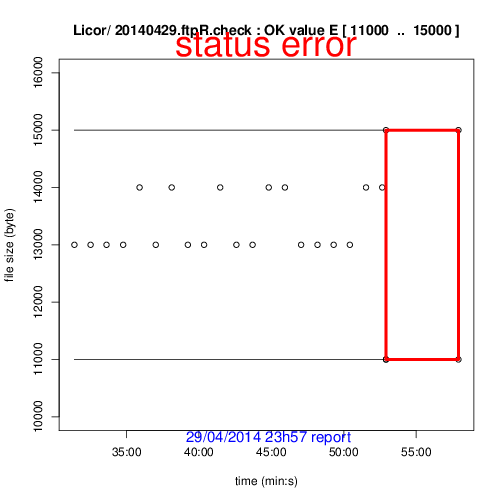 Licor/ 20140429.ftpR.check : OK value E [ 11000 .. 15000 ]
status error
16000
15000
14000
13000
12000
11000
10000
file size (byte)
29/04/2014 23h57 report
35:00
40:00
45:00
50:00
55:00
time (min:s)